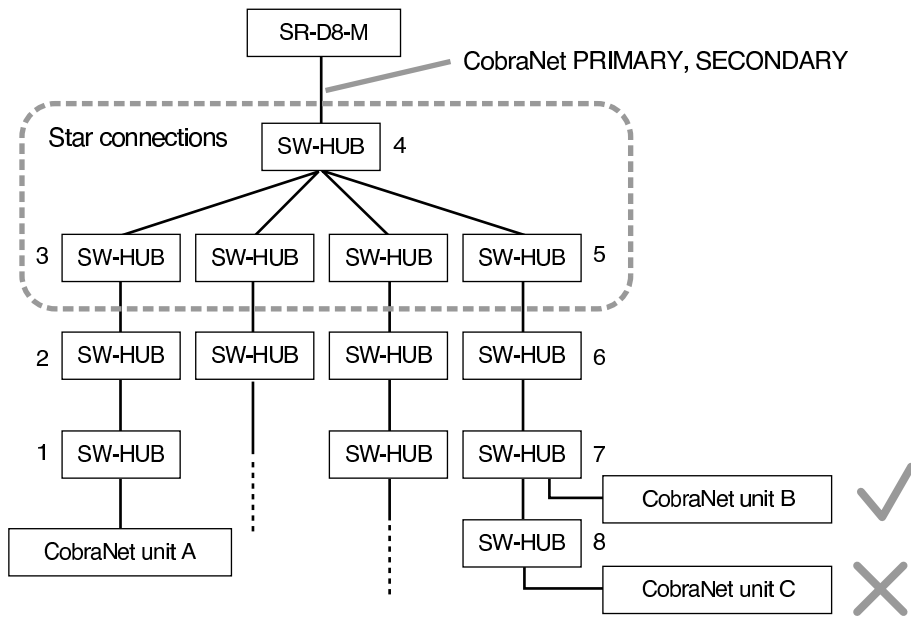 SR-D8-M
CobraNet PRIMARY, SECONDARY
Star connections
SW-HUB 4
3 SW-HUB SW-HUB SW-HUB SW-HUB 5
2 SW-HUB SW-HUB SW-HUB SW-HUB 6
1 SW-HUB SW-HUB SW-HUB 7
CobraNet unit B
CobraNet unit A
SW-HUB 8
CobraNet unit C